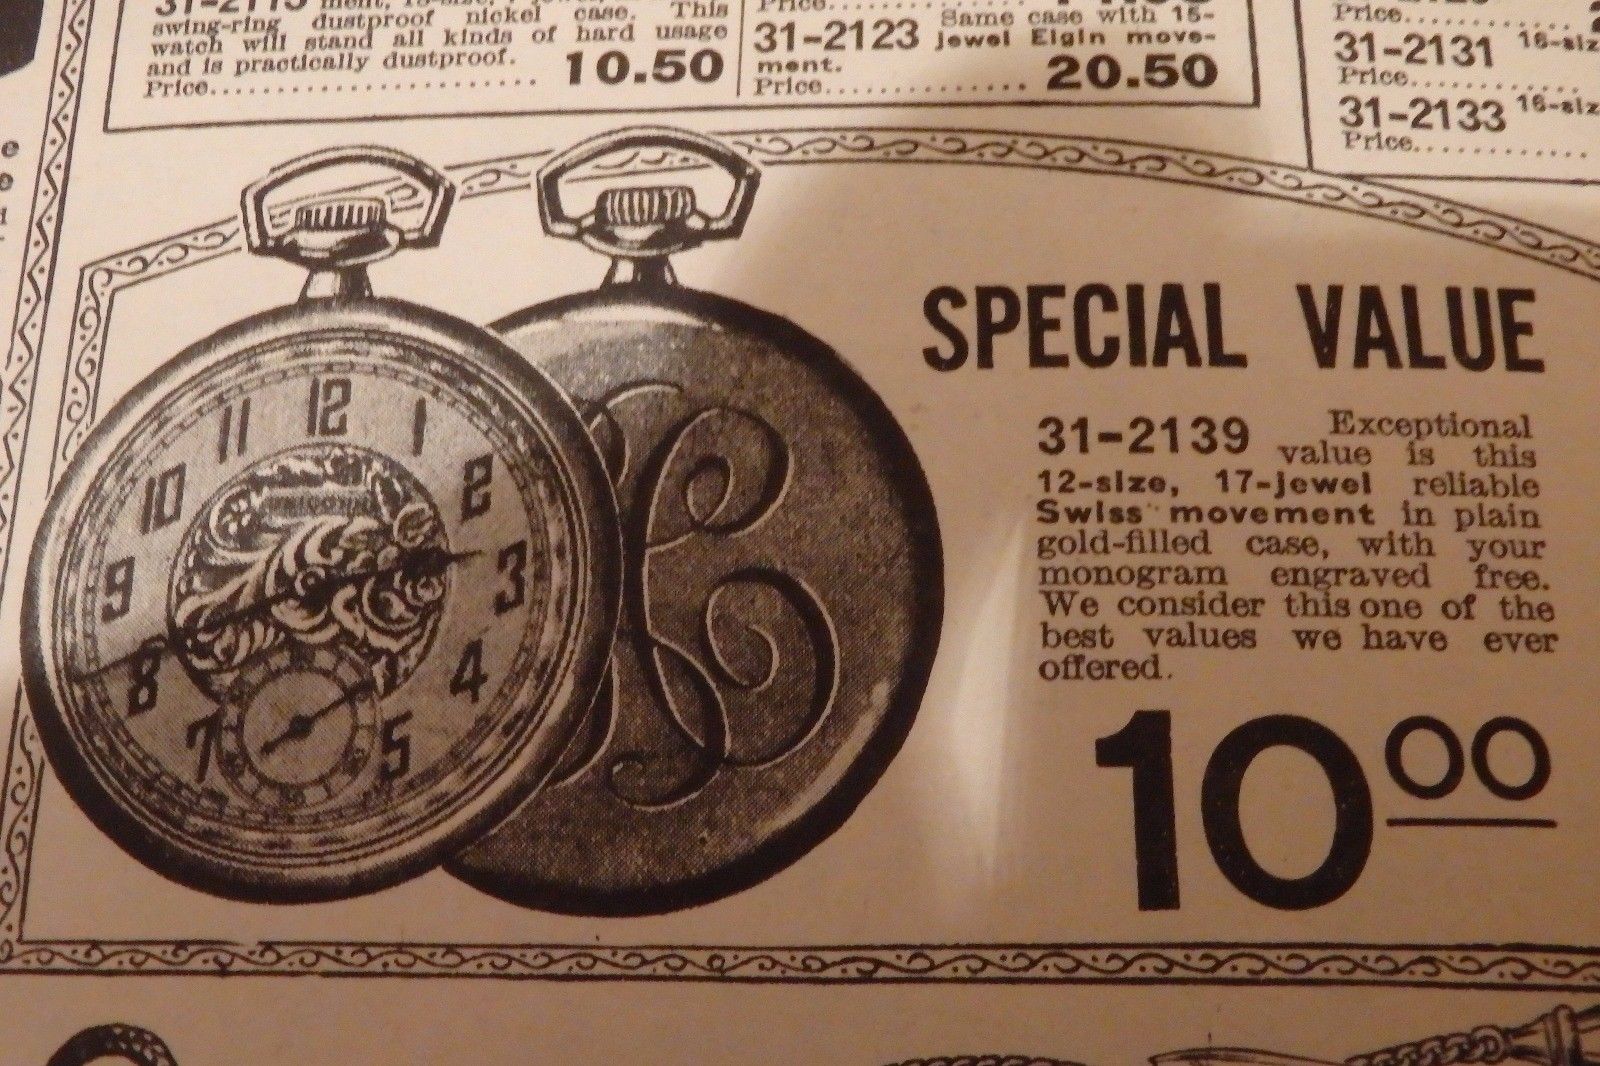 swing-ring dustproof nickel case. This
watch will stand all kinds of hard usage
and is practically dustproof.
Price 10.50
Price
31-2123 Same case with 15-
jewel Elgin move-
ment.
Price 20.50
Price
31-2131 16-siz
Price
31-2133 16-siz
Price
12
1
2
3
4
5
7
8
9
10
11
SPECIAL VALUE
31-2139 Exceptional
value is this
12-size, 17-jewel reliable
Swiss movement in plain
gold-filled case, with your
monogram engraved free.
We consider this one of the
best values we have ever
offered.
10.00